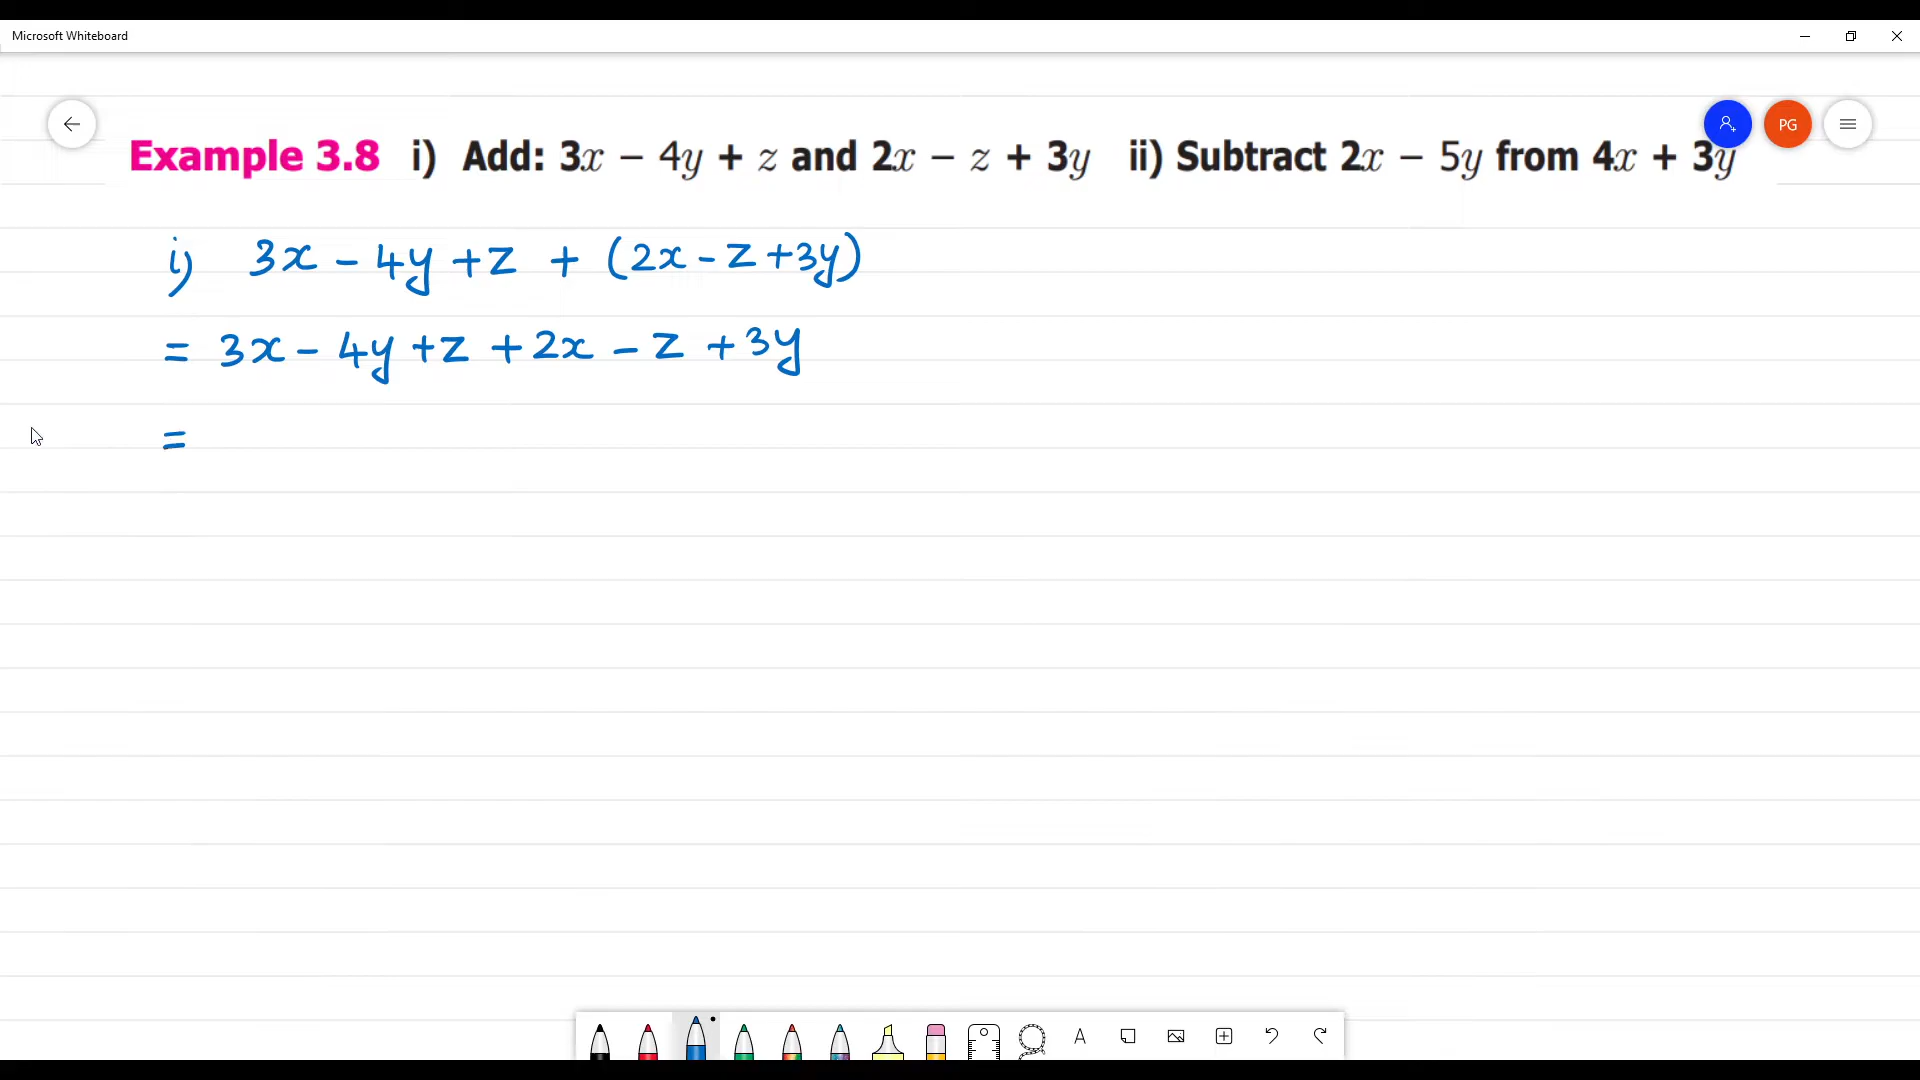 Microsoft Whiteboard
PG
Example 3.8 i) Add: 3x − 4y + z and 2x − z + 3y ii) Subtract 2x − 5y from 4x + 3y
i) 3x − 4y + z + (2x − z + 3y)
= 3x − 4y + z + 2x − z + 3y
=
A